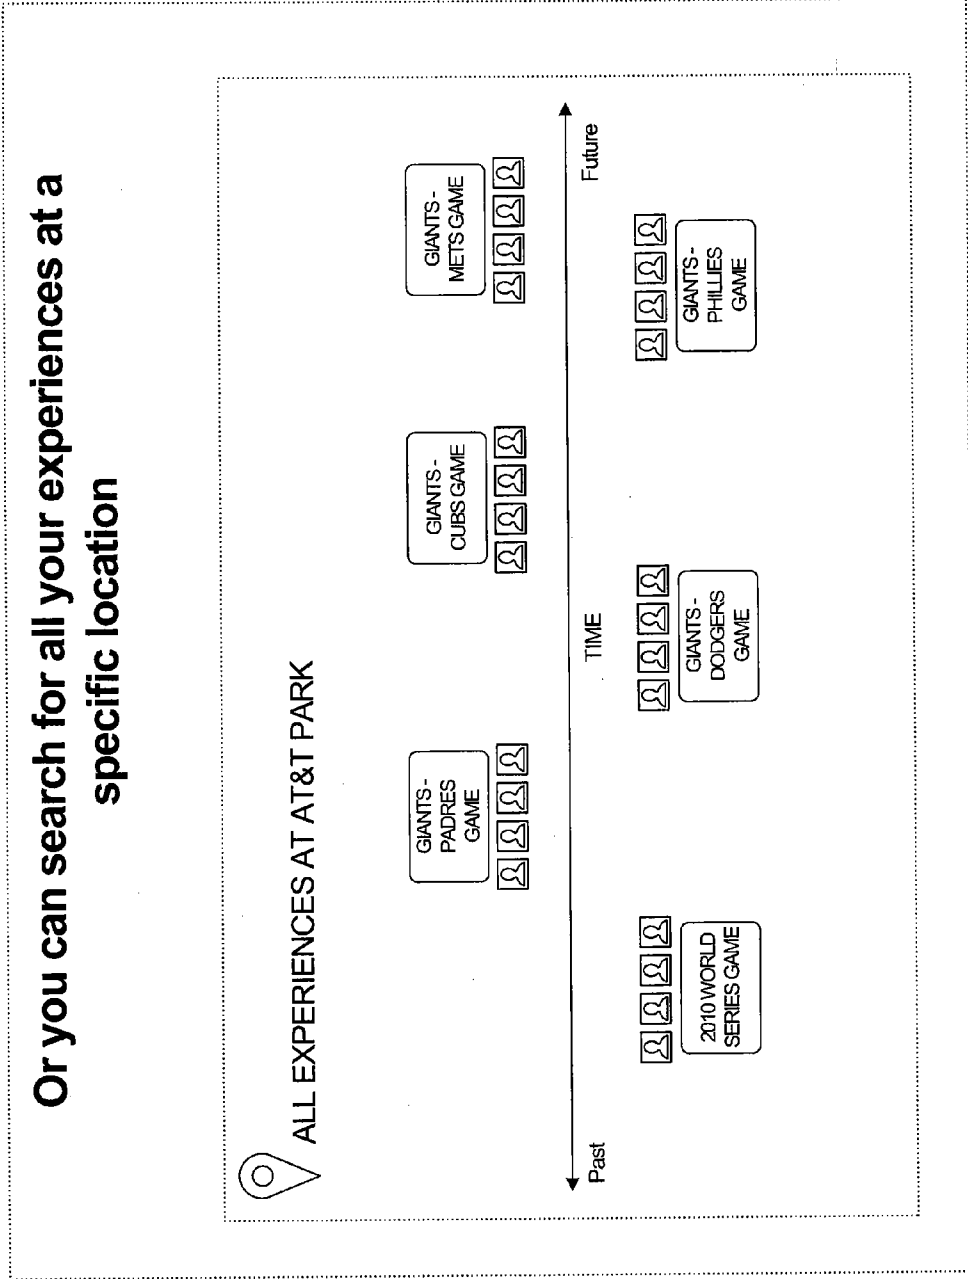 Or you can search for all your experiences at a
specific location
ALL EXPERIENCES AT AT&T PARK
GIANTS -
PADRES
GAME
GIANTS -
CUBS GAME
GIANTS -
METS GAME
Past
TIME
Future
2010 WORLD
SERIES GAME
GIANTS -
DODGERS
GAME
GIANTS -
PHILLIES
GAME